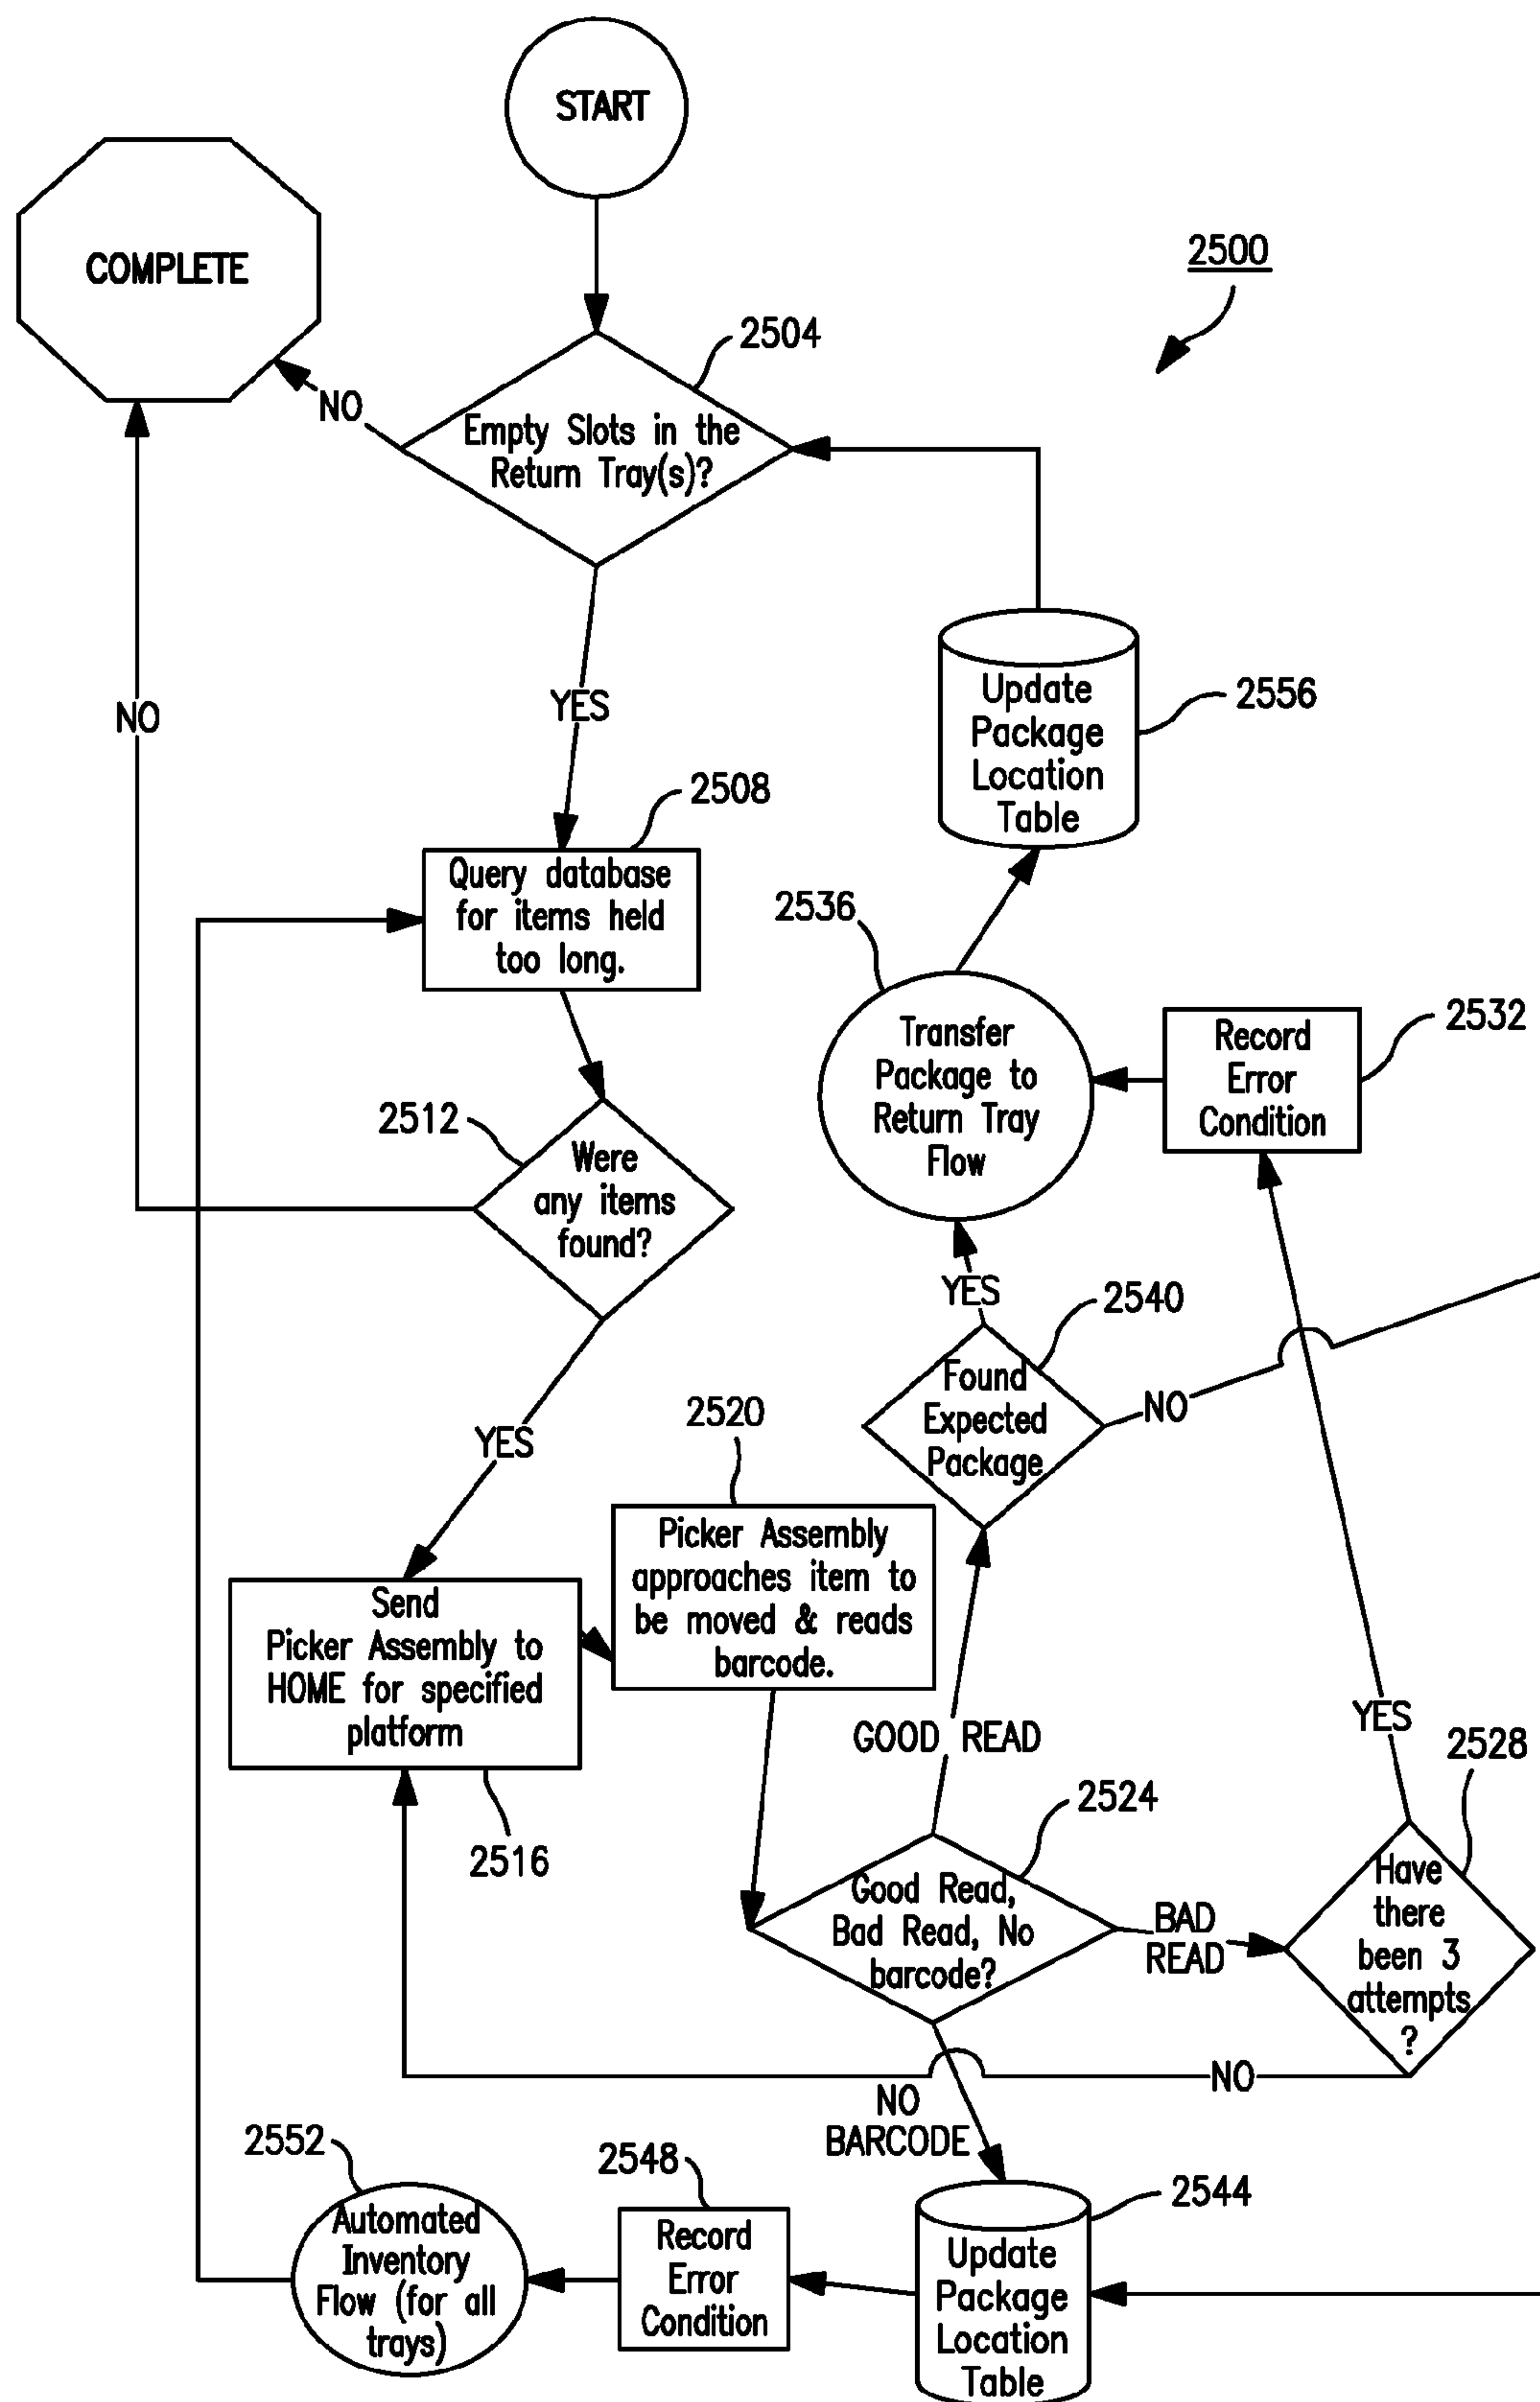 START
COMPLETE
2500
2504
NO
Empty Slots in the
Return Tray(s)?
YES
NO
2508
Query database
for items held
too long.
Update
Package
Location
Table
2556
2536
Transfer
Package to
Return Tray
Flow
Record
Error
Condition
2532
2512
Were
any items
found?
YES
2540
Found
Expected
Package
NO
YES
2520
Picker Assembly
approaches item to
be moved & reads
barcode.
Send
Picker Assembly to
HOME for specified
platform
2516
GOOD READ
YES
2528
2524
Good Read,
Bad Read, No
barcode?
BAD
READ
Have
there
been 3
attempts
?
NO
NO
BARCODE
2552
Automated
Inventory
Flow (for all
trays)
2548
Record
Error
Condition
2544
Update
Package
Location
Table